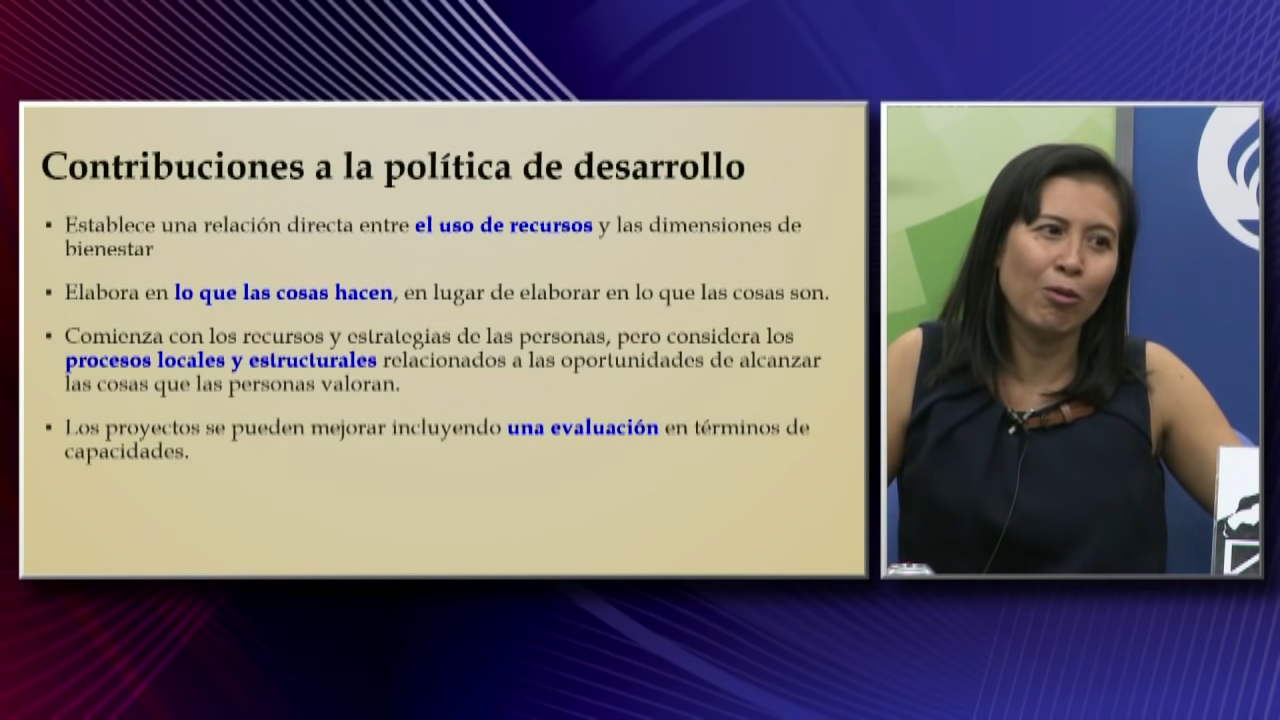 Contribuciones a la política de desarrollo
▪ Establece una relación directa entre el uso de recursos y las dimensiones de
bienestar
▪ Elabora en lo que las cosas hacen, en lugar de elaborar en lo que las cosas son.
▪ Comienza con los recursos y estrategias de las personas, pero considera los
procesos locales y estructurales relacionados a las oportunidades de alcanzar
las cosas que las personas valoran.
▪ Los proyectos se pueden mejorar incluyendo una evaluación en términos de
capacidades.